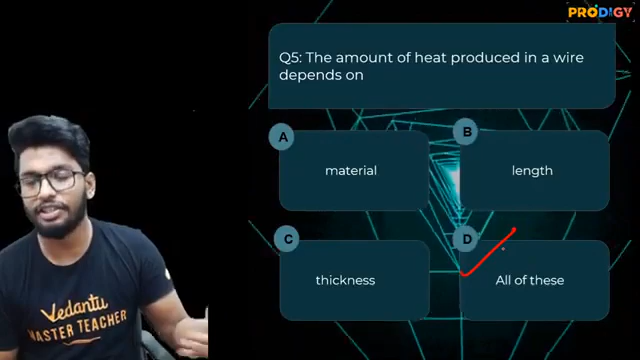 PRODIGY
Q5: The amount of heat produced in a wire
depends on
A
material
B
length
C
thickness
D
All of these
Vedantu
MASTER TEACHER